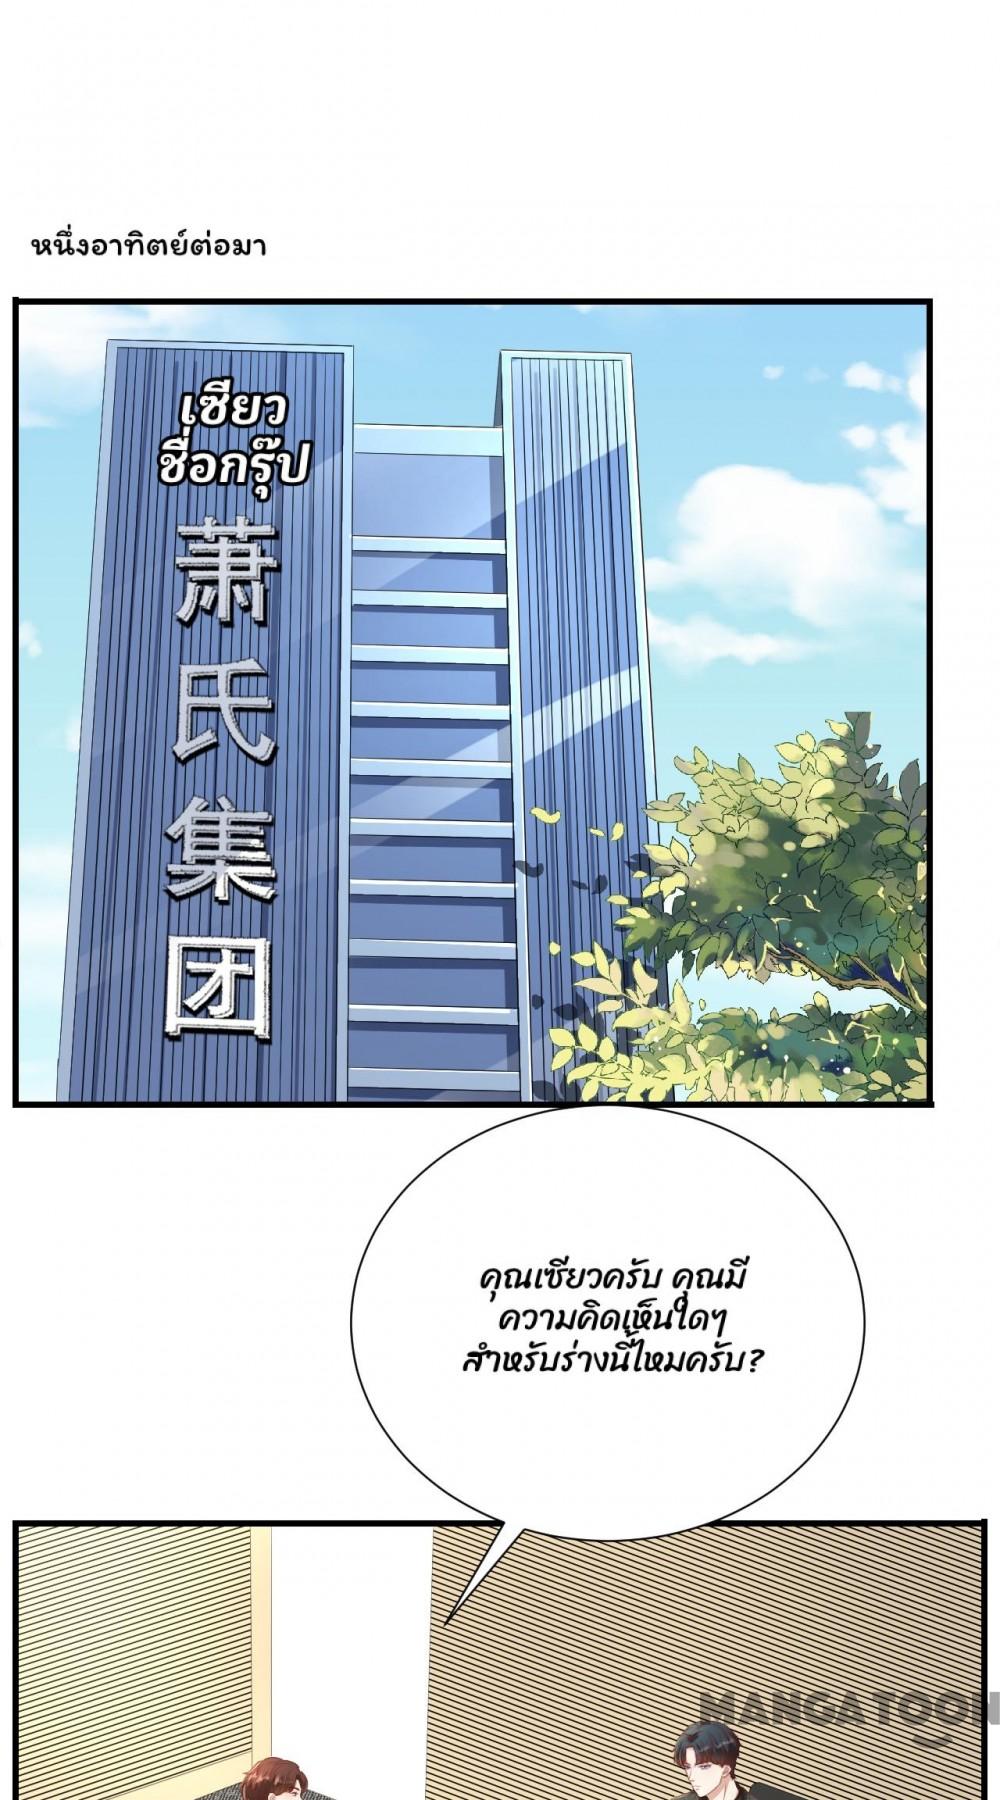 หนึ่งอาทิตย์ต่อมา
เซียว
ชื่อกรุ๊ป
萧
氏
集
团
คุณเซียวครับ คุณมี
ความคิดเห็นใดๆ
สำหรับร่างนี้ไหมครับ?
MANGATOON